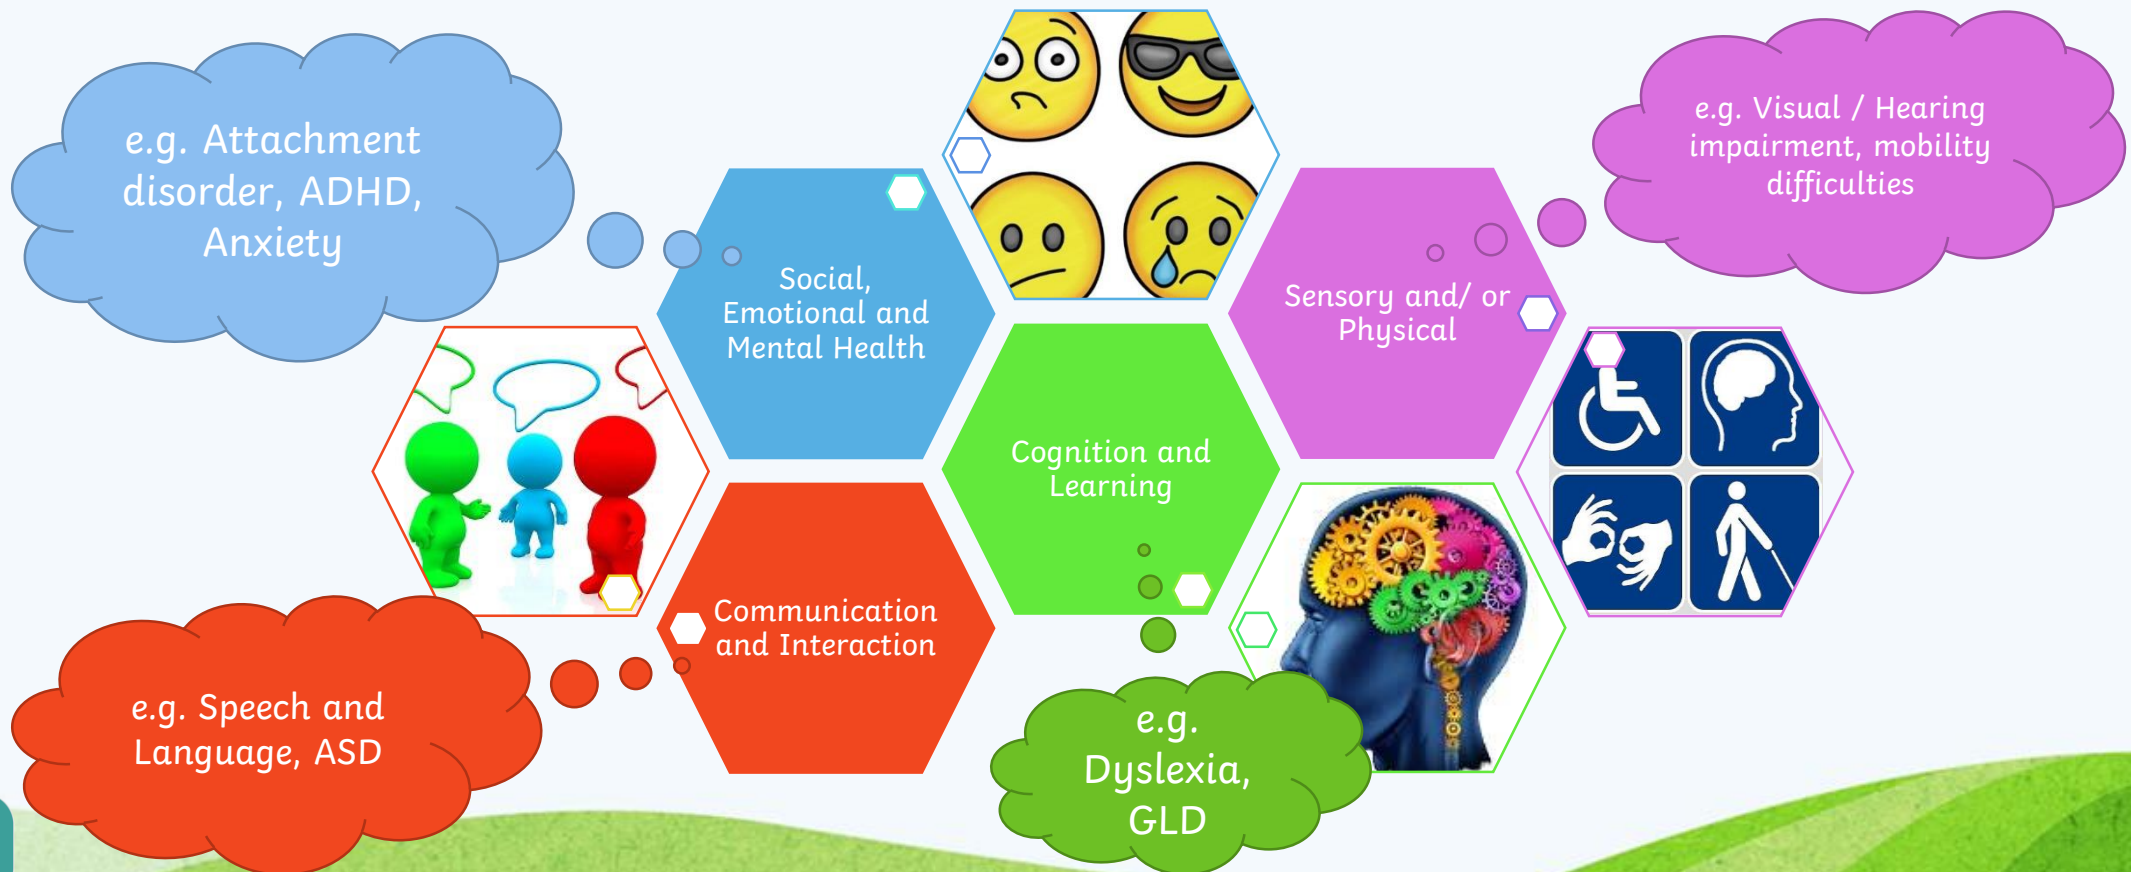 e.g. Attachment
disorder, ADHD,
Anxiety
Social,
Emotional and
Mental Health
e.g. Visual / Hearing
impairment, mobility
difficulties
Sensory and/ or
Physical
Cognition and
Learning
Communication
and Interaction
e.g. Speech and
Language, ASD
e.g.
Dyslexia,
GLD